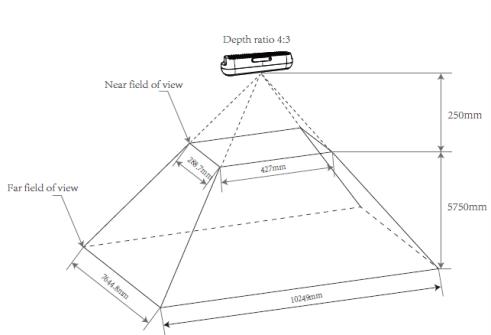 Depth ratio 4:3
Near field of view
250mm
288.7mm
427mm
Far field of view
5750mm
7644.8mm
10249mm